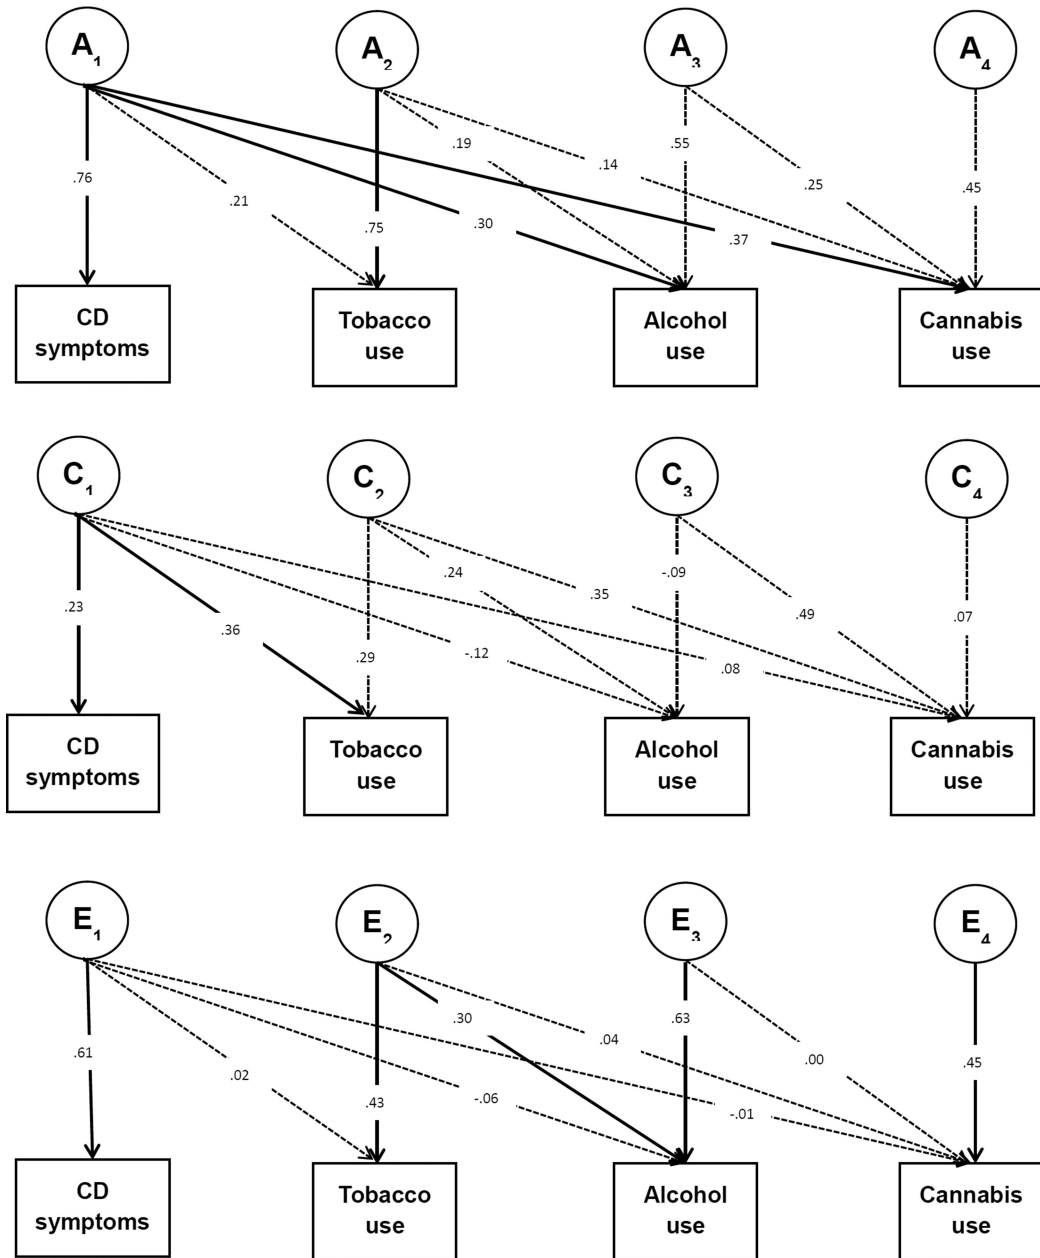 A1 A2 A3 A4
.19 .55
.14
.76 .25 .45
.21
.75 .30
.37
CD Tobacco Alcohol Cannabis
symptoms use use use
C1 C2 C3 C4
.24 -.09
.35
.23 .49 .07
.36
.29 -.12
.08
CD Tobacco Alcohol Cannabis
symptoms use use use
E1 E2 E3 E4
.30 .63
.04
.61 .00 .45
.02
.43 -.06
-.01
CD Tobacco Alcohol Cannabis
symptoms use use use